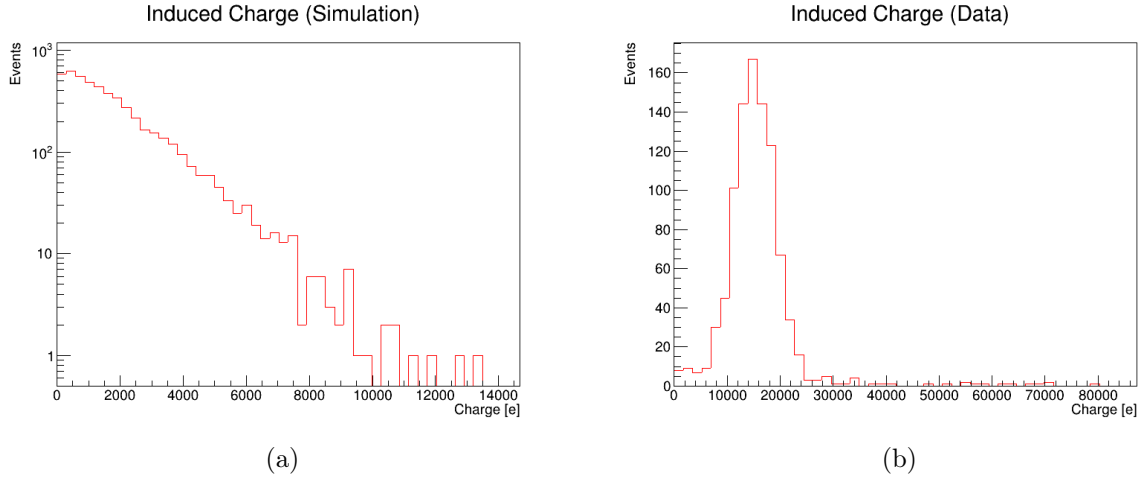 Induced Charge (Simulation)
Events
10³
10²
10
1
0 2000 4000 6000 8000 10000 12000 14000
Charge [e]
(a)
Induced Charge (Data)
Events
160
140
120
100
80
60
40
20
0
0 10000 20000 30000 40000 50000 60000 70000 80000
Charge [e]
(b)